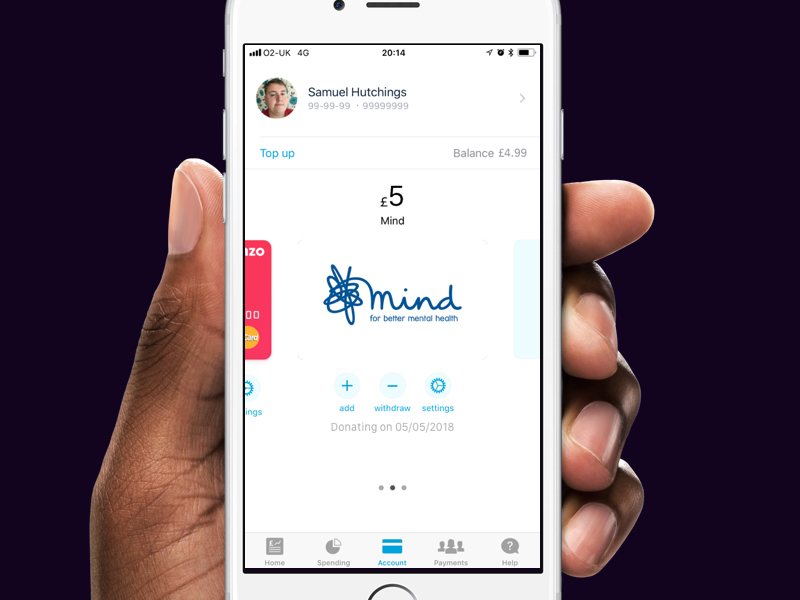 O2-UK 4G 20:14
Samuel Hutchings
99-99-99 · 99999999
Top up Balance £4.99
£5
Mind
nzo
mind
for better mental health
Card
add withdraw settings
ings
Donating on 05/05/2018
Home Spending Account Payments Help